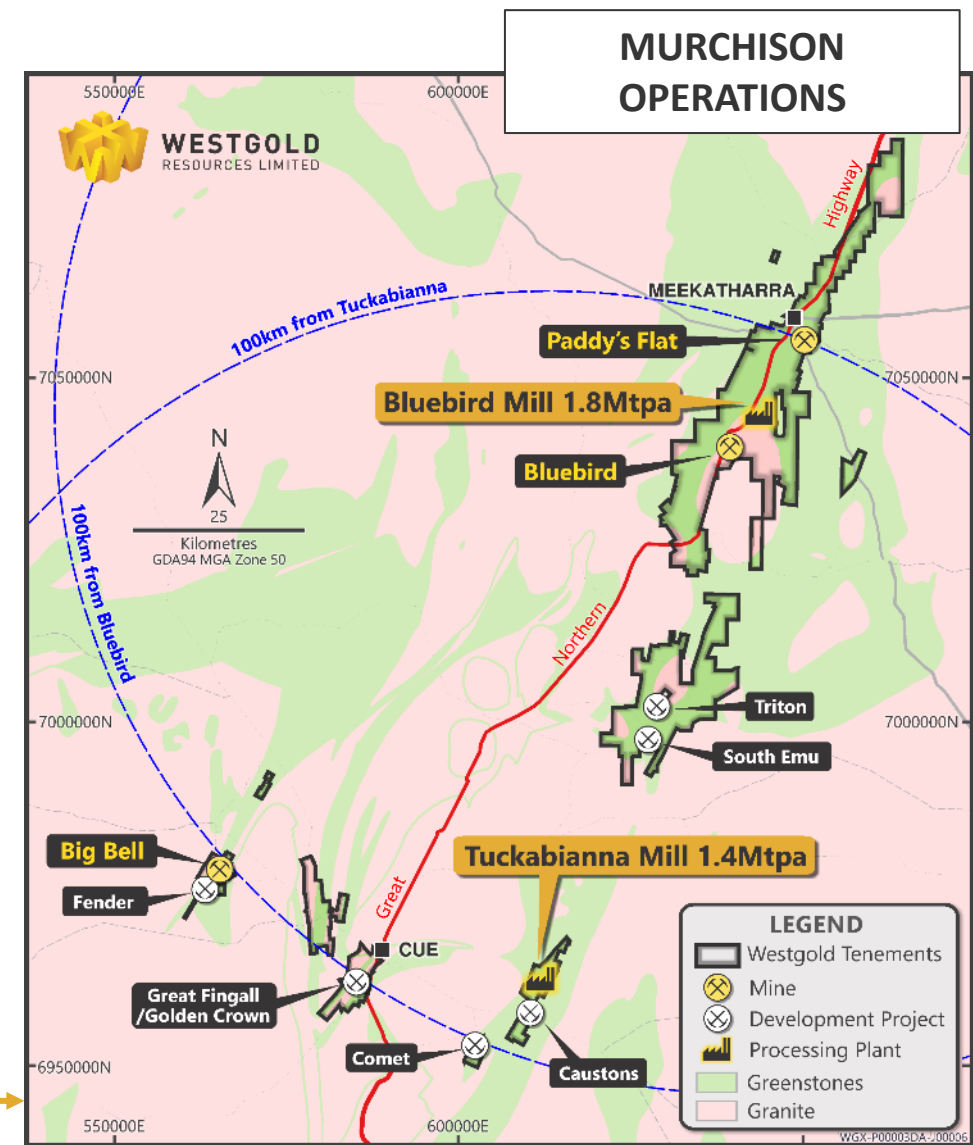 MURCHISON
OPERATIONS
550000E
600000E
WESTGOLD
RESOURCES LIMITED
Highway
MEEKATHARRA
100km from Tuckabianna
Paddy's Flat
7050000N
7050000N
Bluebird Mill 1.8Mtpa
N
Bluebird
25
Kilometres
GDA94 MGA Zone 50
100km from Bluebird
Northern
Triton
7000000N
7000000N
South Emu
Big Bell
Tuckabianna Mill 1.4Mtpa
Fender
Great
CUE
Great Fingall
/Golden Crown
Comet
Caustons
6950000N
LEGEND
Westgold Tenements
Mine
Development Project
Processing Plant
Greenstones
Granite
550000E
600000E
WGX-P00003DA-J00006